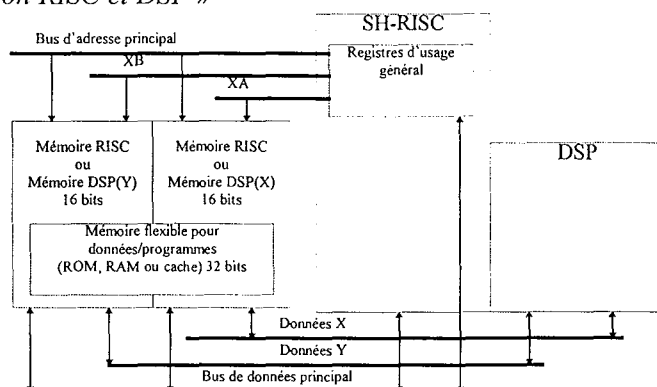 on RISC et DSP »
SH-RISC
Bus d'adresse principal
Registres d'usage
général
XB
XA
Mémoire RISC
ou
Mémoire DSP(Y)
16 bits
Mémoire RISC
ou
Mémoire DSP(X)
16 bits
DSP
Mémoire flexible pour
données/programmes
(ROM, RAM ou cache) 32 bits
Données X
Données Y
Bus de données principal